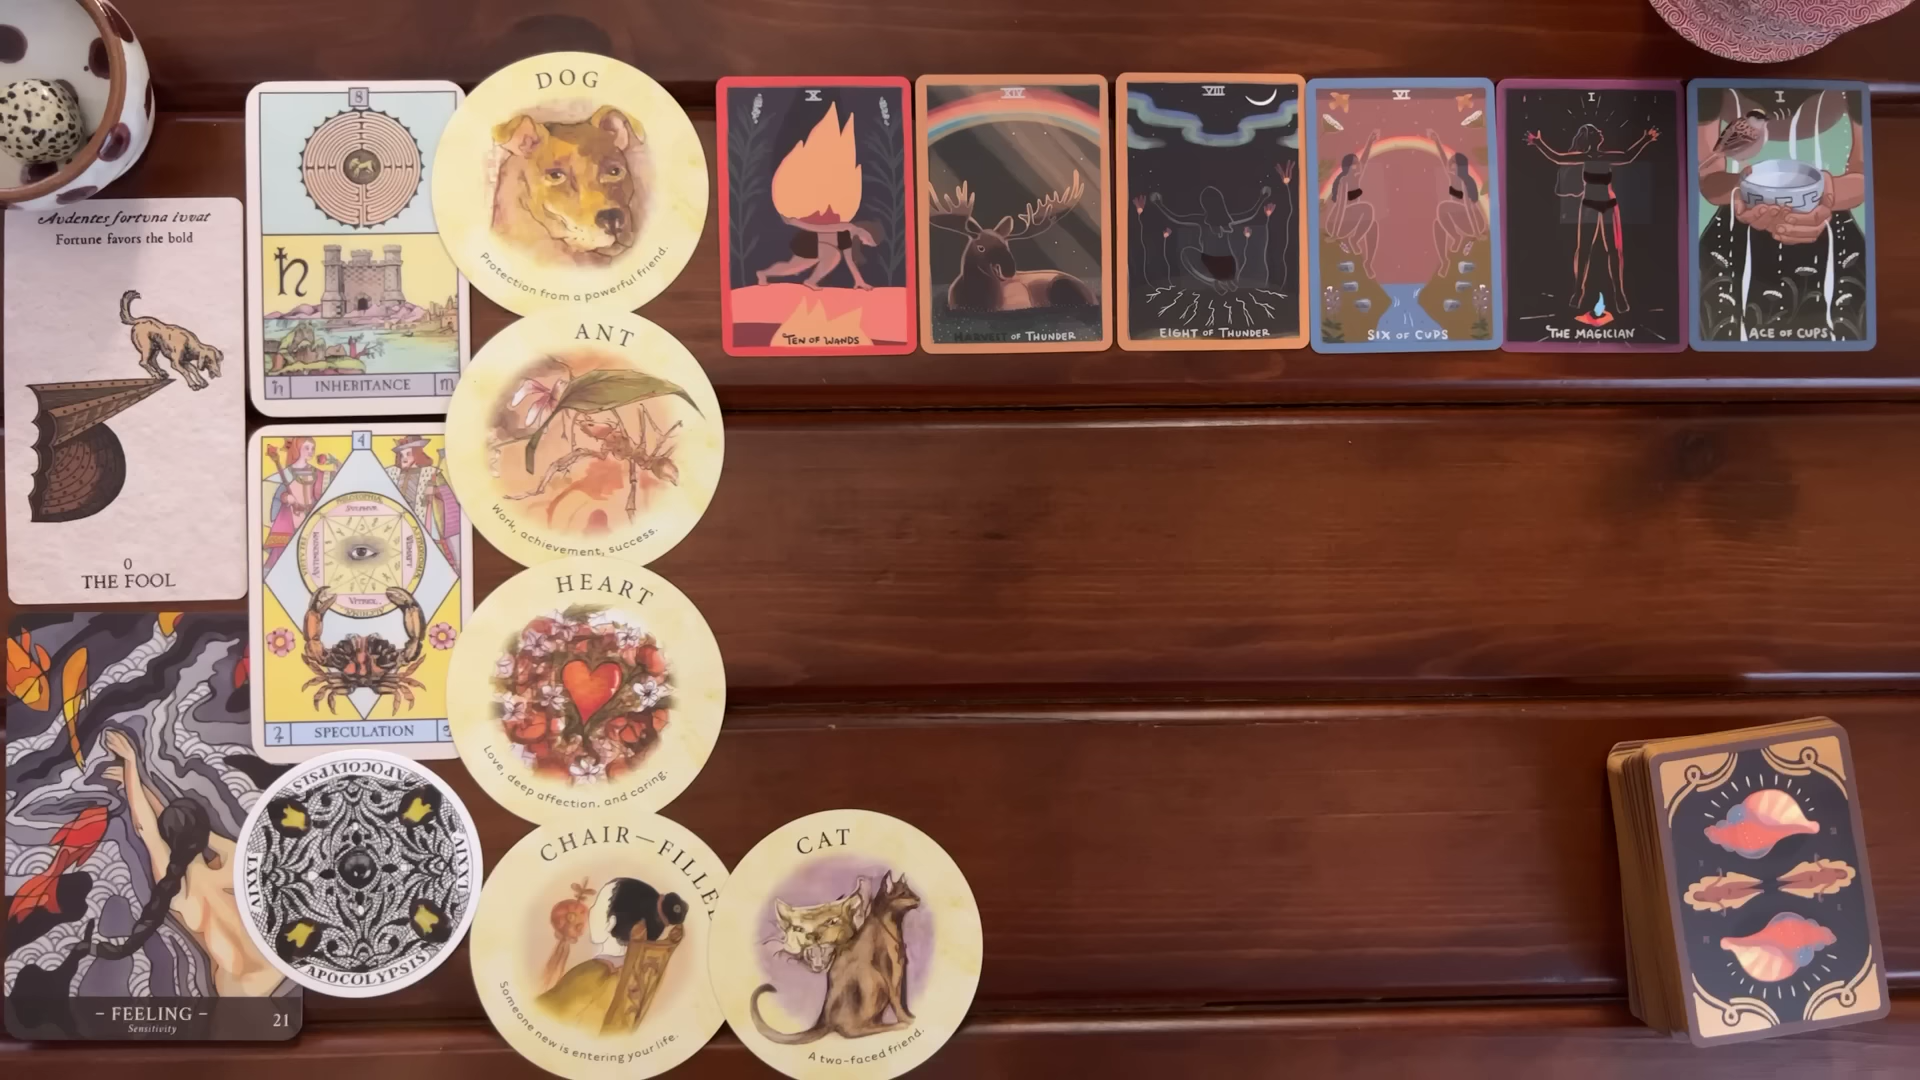 Audentes fortvna ivvat
Fortune favors the bold
0
THE FOOL
– FEELING –
Sensitivity
21
8
INHERITANCE
4
SPECULATION
APOCOLYPSIS
APOCOLYPSIS
DOG
Protection from a powerful friend.
ANT
Work, achievement, success.
HEART
Love, deep affection, and caring.
CHAIR—FILLE
Someone new is entering your life.
CAT
A two-faced friend.
X
TEN OF WANDS
XIV
HARVEST OF THUNDER
VIII
EIGHT OF THUNDER
VI
SIX OF CUPS
I
THE MAGICIAN
I
ACE OF CUPS